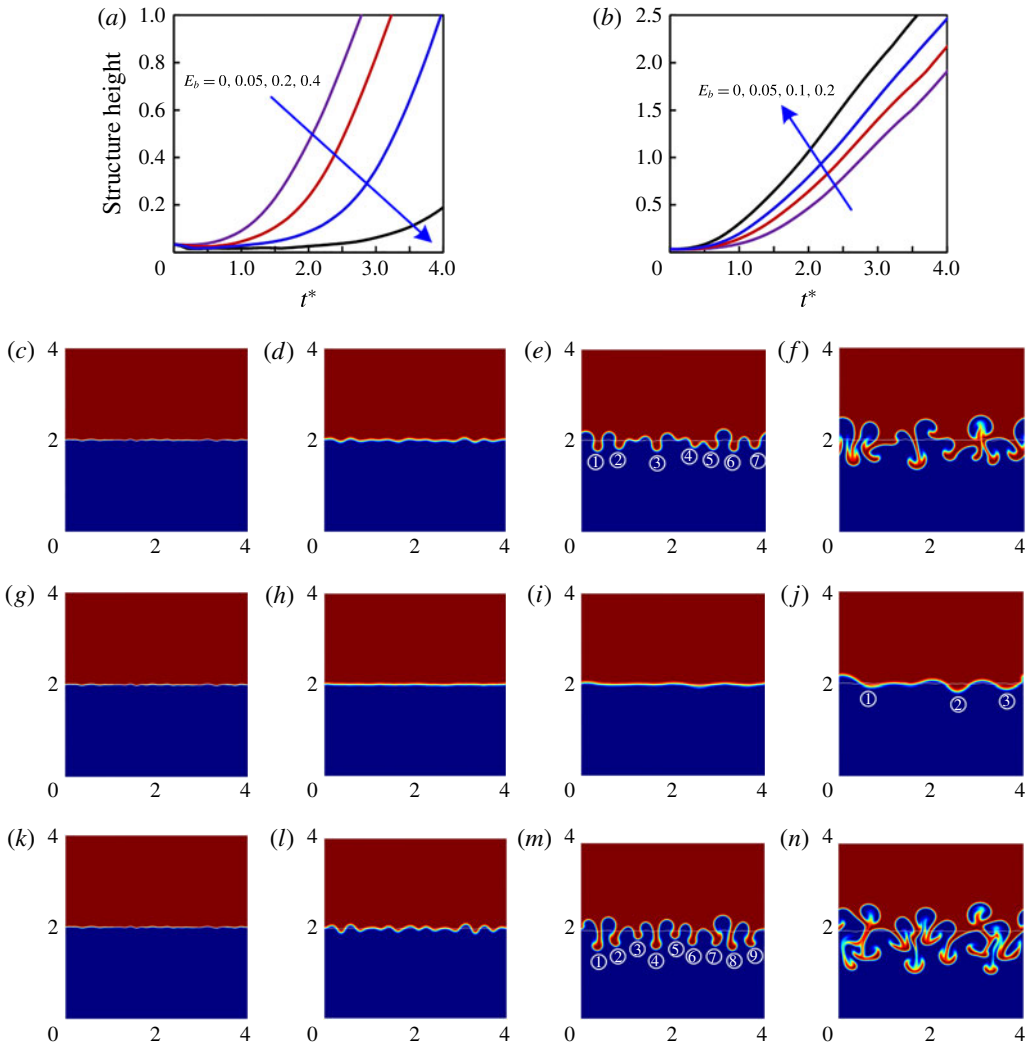 (a) (b)
1.0 2.5
0.8 2.0
E_b = 0, 0.05, 0.2, 0.4 E_b = 0, 0.05, 0.1, 0.2
0.6 1.5
Structure height
0.4 1.0
0.2 0.5
0 1.0 2.0 3.0 4.0 0 1.0 2.0 3.0 4.0
t* t*
(c) 4 (d) (e) 4 (f) 4
2 2 2
① ② ③ ④ ⑤ ⑥ ⑦
0 2 4 0 2 4 0 2 4 0 2 4
(g) (h) (i) (j)
4 4
2 2
① ② ③
0 2 4 0 2 4 0 2 4 0 2 4
(k) 4 (l) 4 (m) 4 (n) 4
2 2 2 2
① ② ③ ④ ⑤ ⑥ ⑦ ⑧ ⑨
0 2 4 0 2 4 0 2 4 0 2 4